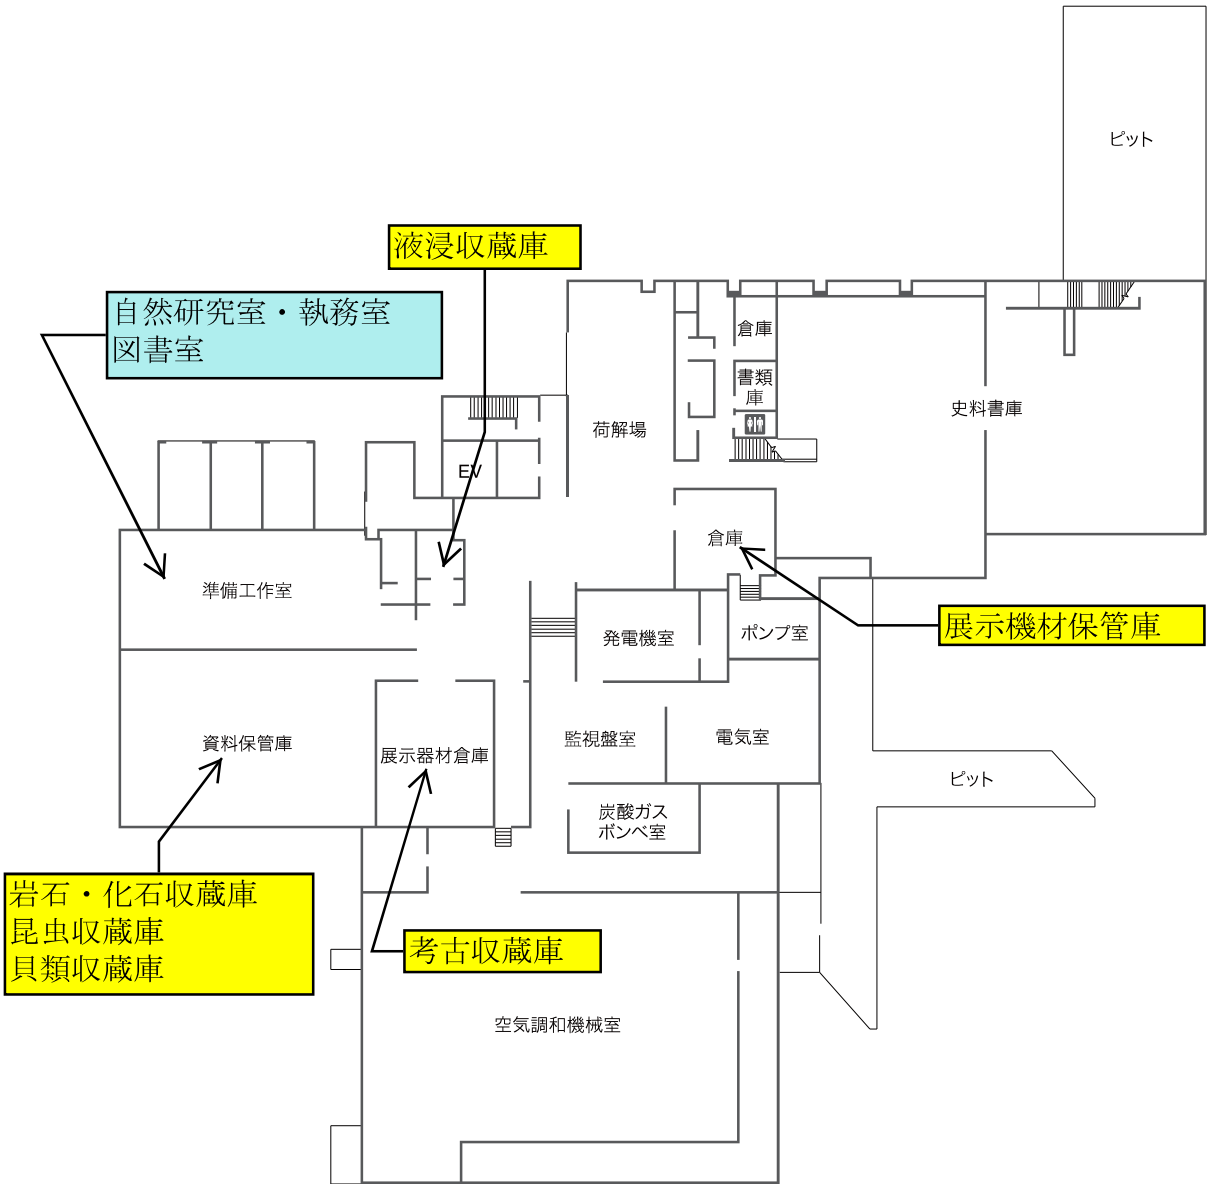 ピット
液浸収蔵庫
自然研究室・執務室
図書室
倉庫
書類
庫
史料書庫
荷解場
EV
倉庫
準備工作室
展示機材保管庫
発電機室
ポンプ室
資料保管庫
展示器材倉庫
監視盤室
電気室
ピット
炭酸ガス
ボンベ室
岩石・化石収蔵庫
昆虫収蔵庫
貝類収蔵庫
考古収蔵庫
空気調和機械室